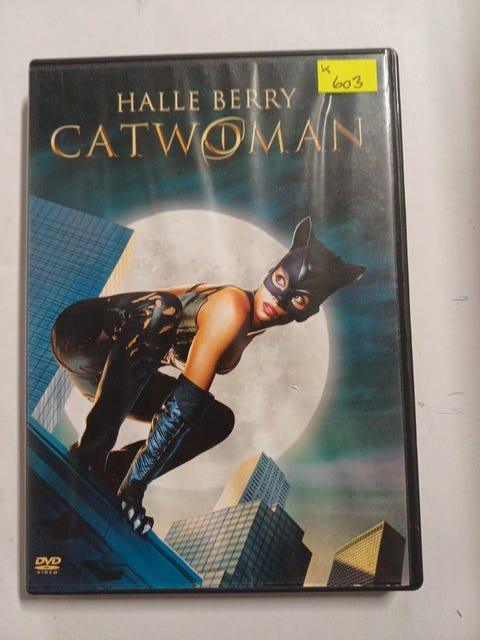 K
603
HALLE BERRY
CATWOMAN
DVD
VIDEO